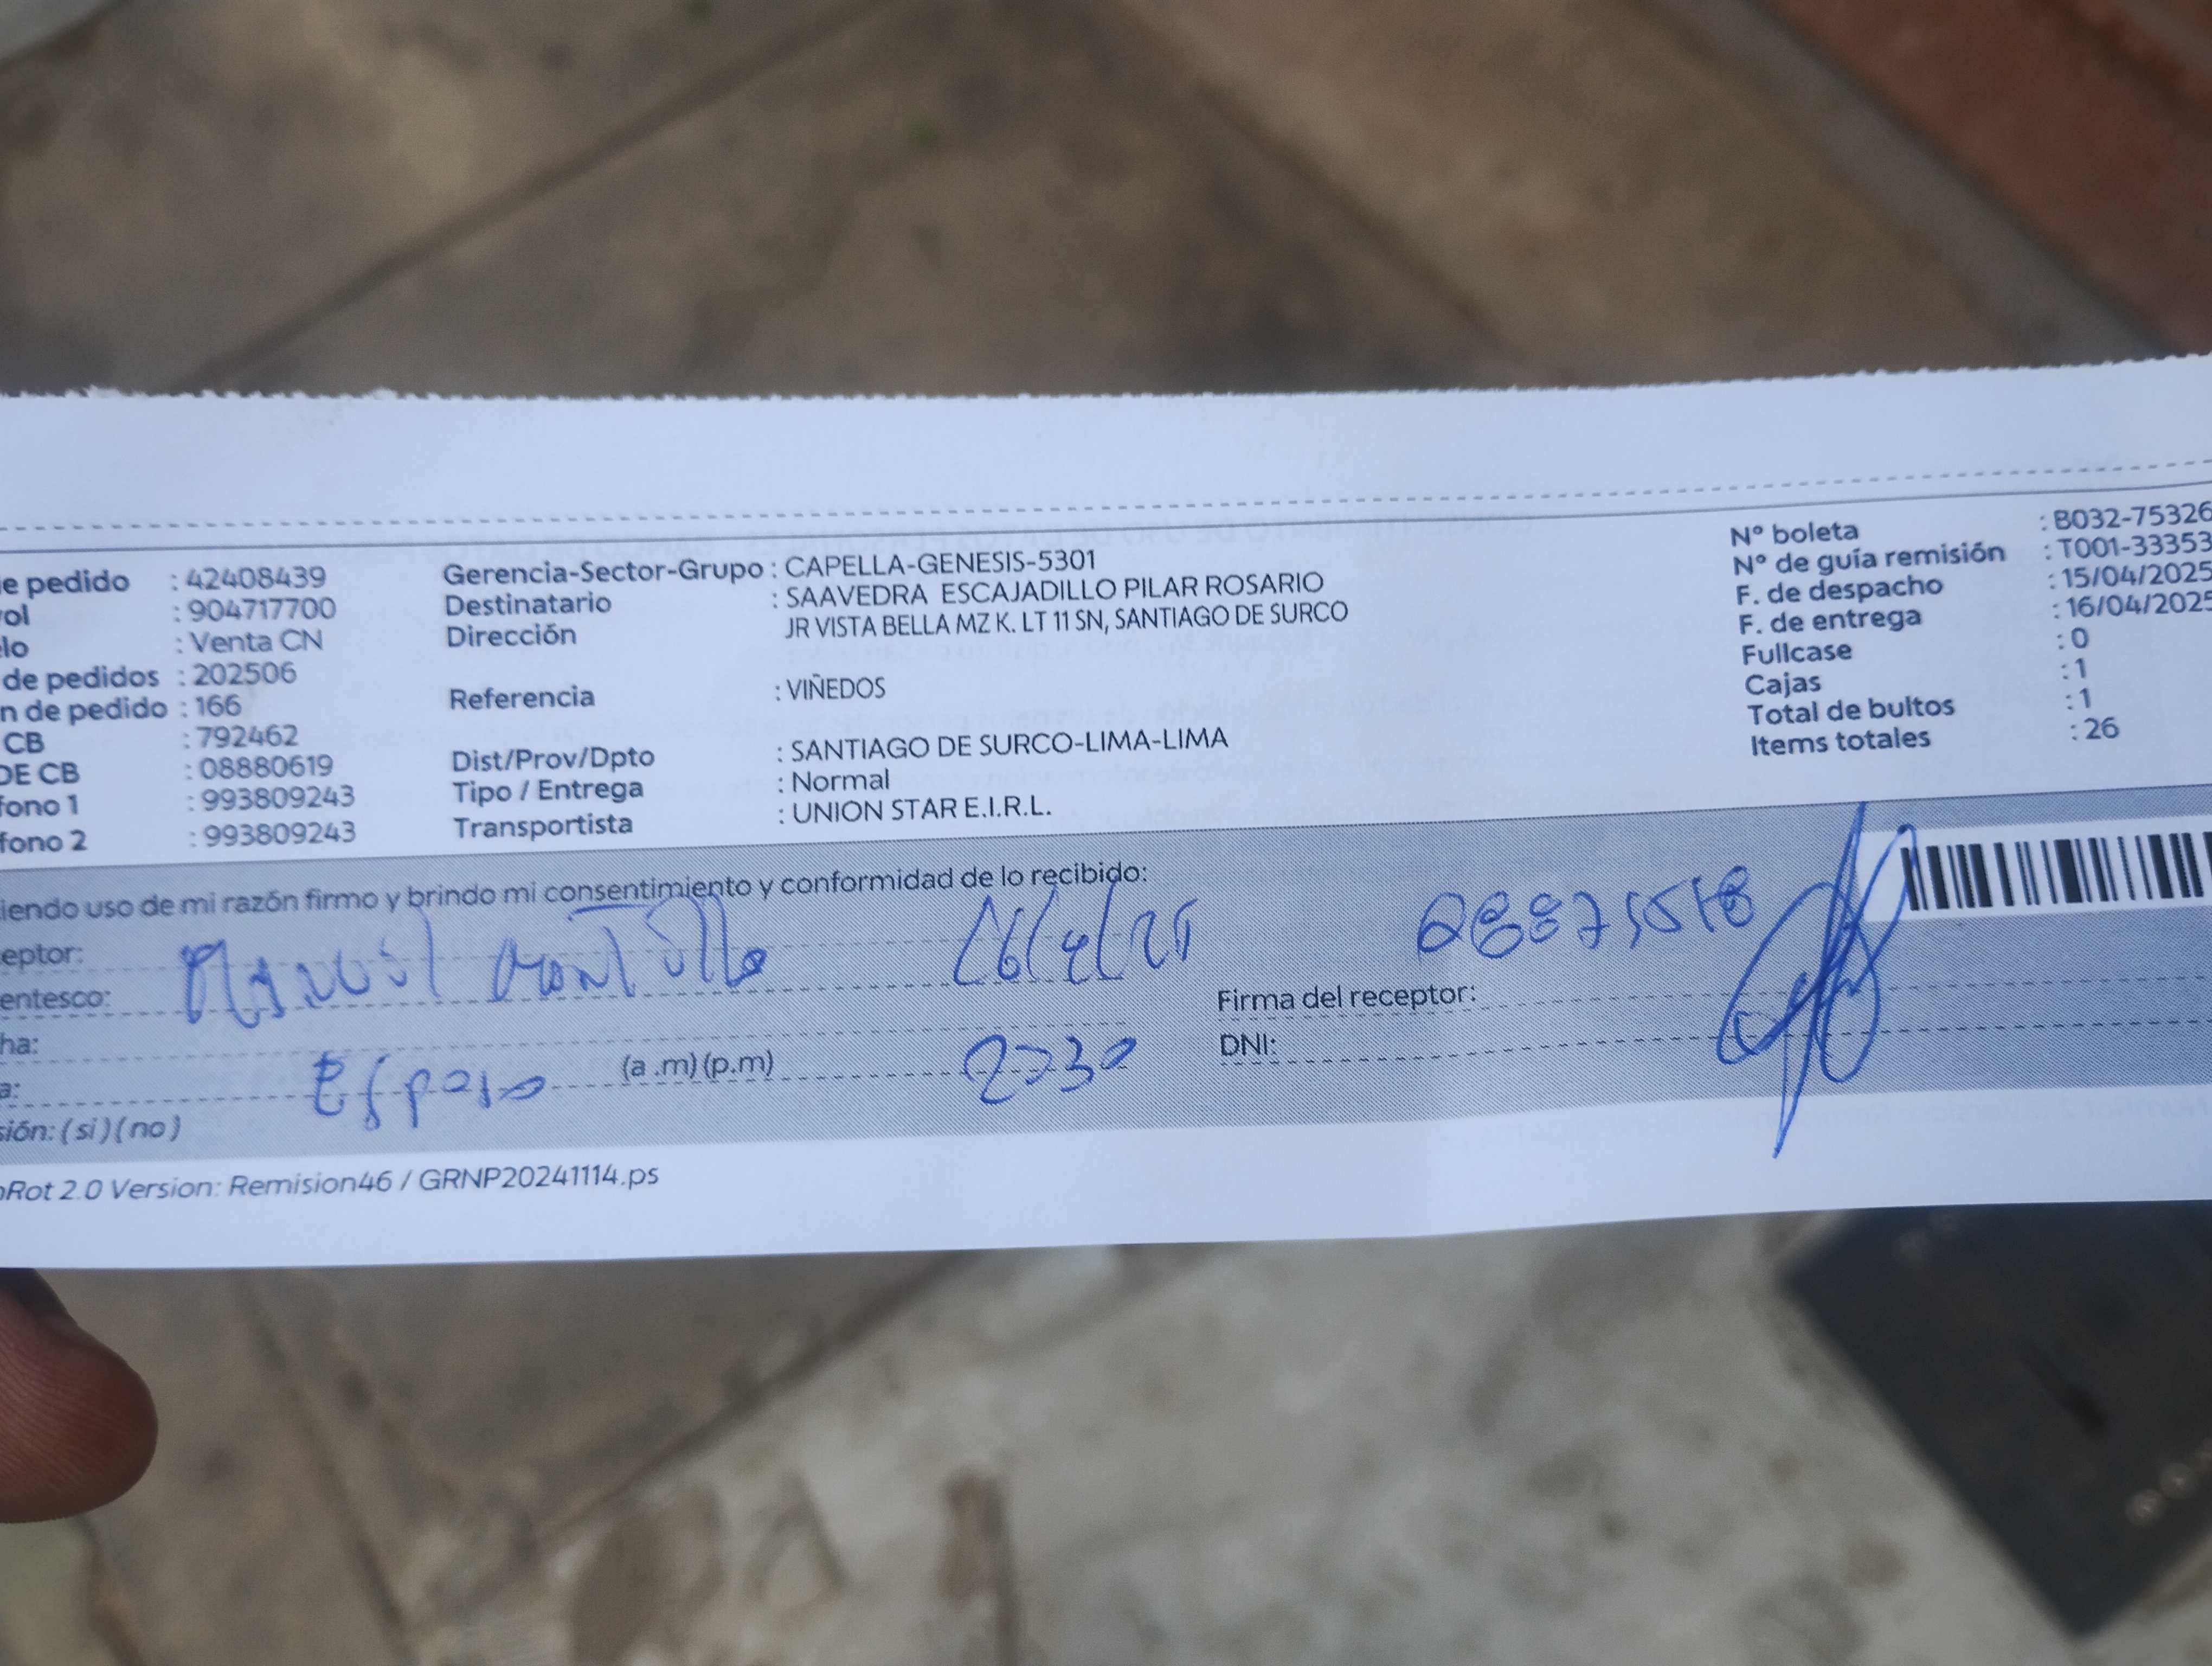 e pedido : 42408439 Gerencia-Sector-Grupo : CAPELLA-GENESIS-5301 Nº boleta : B032-75326
ol : 904717700 Destinatario : SAAVEDRA ESCAJADILLO PILAR ROSARIO Nº de guía remisión : T001-33353
lo : Venta CN Dirección JR VISTA BELLA MZ K. LT 11 SN, SANTIAGO DE SURCO F. de despacho : 15/04/2025
de pedidos : 202506 F. de entrega : 16/04/2025
n de pedido : 166 Referencia : VIÑEDOS Fullcase : 0
CB : 792462 Cajas : 1
DE CB : 08880619 Dist/Prov/Dpto : SANTIAGO DE SURCO-LIMA-LIMA Total de bultos : 1
fono 1 : 993809243 Tipo / Entrega : Normal Items totales : 26
fono 2 : 993809243 Transportista : UNION STAR E.I.R.L.
iendo uso de mi razón firmo y brindo mi consentimiento y conformidad de lo recibido:
eptor: Manuel
entesco: Firma del receptor:
ha: DNI:
a: Esposo (a .m) (p.m)
sión: ( si ) ( no )
Rot 2.0 Version: Remision46 / GRNP20241114.ps